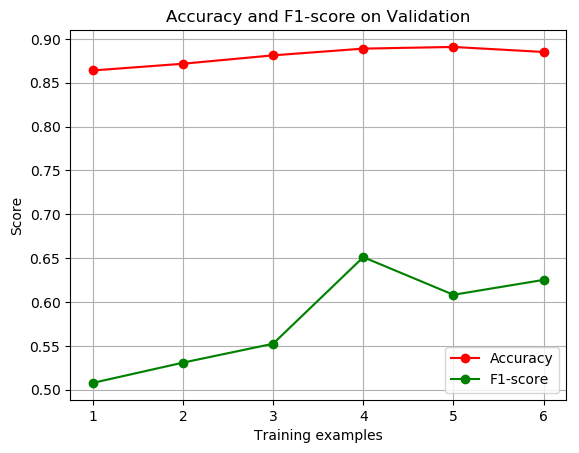 Accuracy and F1-score on Validation
0.90
0.85
0.80
0.75
0.70
0.65
0.60
0.55
0.50
Score
Accuracy
F1-score
1 2 3 4 5 6
Training examples